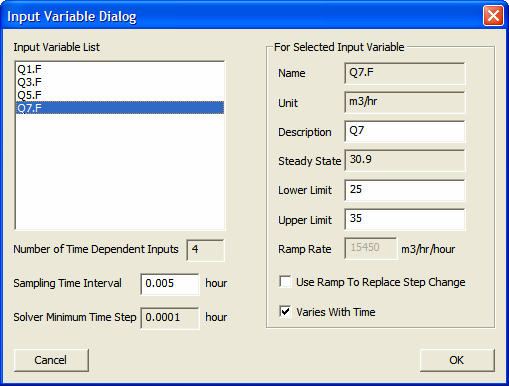 Input Variable Dialog
Input Variable List
Q1.F
Q3.F
Q5.F
Q7.F
Number of Time Dependent Inputs 4
Sampling Time Interval 0.005 hour
Solver Minimum Time Step 0.0001 hour
For Selected Input Variable
Name Q7.F
Unit m3/hr
Description Q7
Steady State 30.9
Lower Limit 25
Upper Limit 35
Ramp Rate 15450 m3/hr/hour
Use Ramp To Replace Step Change
Varies With Time
Cancel
OK